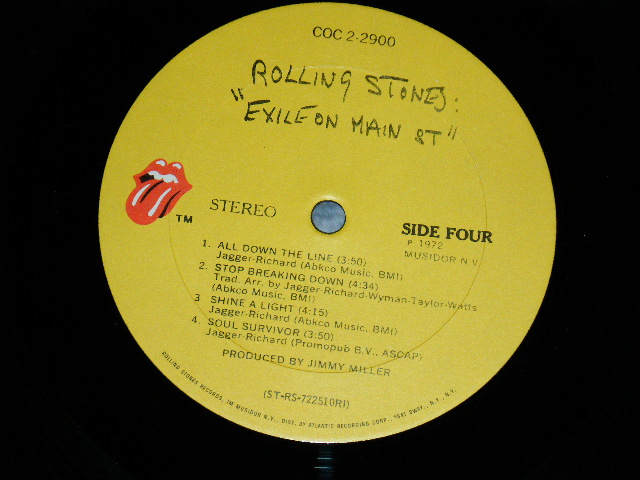 COC 2-2900
ROLLING STONES:
"EXILE ON MAIN ST"
TM
STEREO
SIDE FOUR
℗ 1972
MUSIDOR N.V.
1. ALL DOWN THE LINE (3:50)
Jagger-Richard (Abkco Music, BMI)
2. STOP BREAKING DOWN (4:34)
Trad. Arr. by Jagger-Richard-Wyman-Taylor-Watts
(Abkco Music, BMI)
3 SHINE A LIGHT (4:15)
Jagger-Richard (Abkco Music, BMI)
4. SOUL SURVIVOR (3:50)
Jagger-Richard (Promopub B.V., ASCAP)
PRODUCED BY JIMMY MILLER
(ST-RS-722510RI)
ROLLING STONES RECORDS, TM MUSIDOR N.V., DIST. BY ATLANTIC RECORDING CORP., 1841 BWAY., N.Y., N.Y.